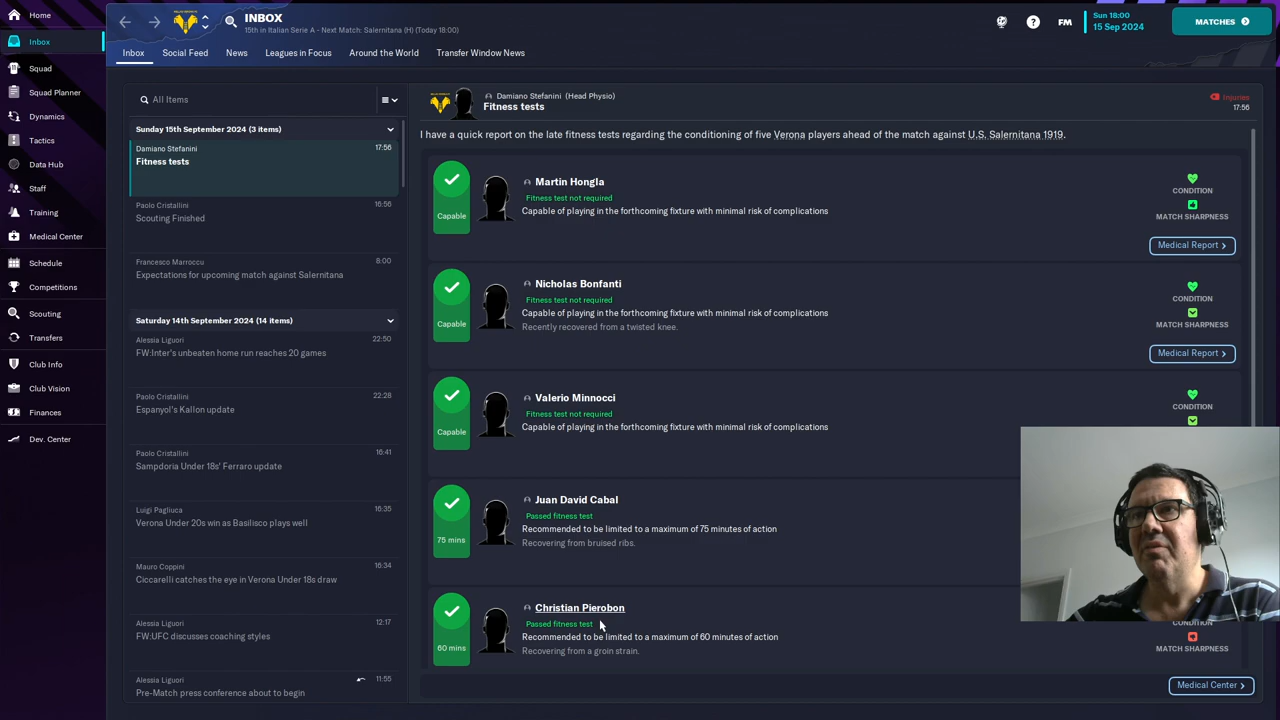 Home
Inbox
Squad
Squad Planner
Dynamics
Tactics
Data Hub
Staff
Training
Medical Center
Schedule
Competitions
Scouting
Transfers
Club Info
Club Vision
Finances
Dev. Center
INBOX
15th in Italian Serie A - Next Match: Salernitana (H) (Today 18:00)
FM
Sun 18:00
15 Sep 2024
MATCHES
Inbox
Social Feed
News
Leagues in Focus
Around the World
Transfer Window News
All Items
Sunday 15th September 2024 (3 items)
Damiano Stefanini
17:56
Fitness tests
Paolo Cristallini
16:56
Scouting Finished
Francesco Marroccu
8:00
Expectations for upcoming match against Salernitana
Saturday 14th September 2024 (14 items)
Alessia Liguori
22:50
FW:Inter's unbeaten home run reaches 20 games
Paolo Cristallini
22:28
Espanyol's Kallon update
Paolo Cristallini
16:41
Sampdoria Under 18s' Ferraro update
Luigi Pagliuca
16:35
Verona Under 20s win as Basilisco plays well
Mauro Coppini
16:34
Ciccarelli catches the eye in Verona Under 18s draw
Alessia Liguori
12:17
FW:UFC discusses coaching styles
Alessia Liguori
11:55
Pre-Match press conference about to begin
Damiano Stefanini (Head Physio)
Fitness tests
Injuries
17:56
I have a quick report on the late fitness tests regarding the conditioning of five Verona players ahead of the match against U.S. Salernitana 1919.
Capable
Martin Hongla
Fitness test not required
Capable of playing in the forthcoming fixture with minimal risk of complications
CONDITION
MATCH SHARPNESS
Medical Report
Capable
Nicholas Bonfanti
Fitness test not required
Capable of playing in the forthcoming fixture with minimal risk of complications
Recently recovered from a twisted knee.
CONDITION
MATCH SHARPNESS
Medical Report
Capable
Valerio Minnocci
Fitness test not required
Capable of playing in the forthcoming fixture with minimal risk of complications
CONDITION
75 mins
Juan David Cabal
Passed fitness test
Recommended to be limited to a maximum of 75 minutes of action
Recovering from bruised ribs.
60 mins
Christian Pierobon
Passed fitness test
Recommended to be limited to a maximum of 60 minutes of action
Recovering from a groin strain.
CONDITION
MATCH SHARPNESS
Medical Center